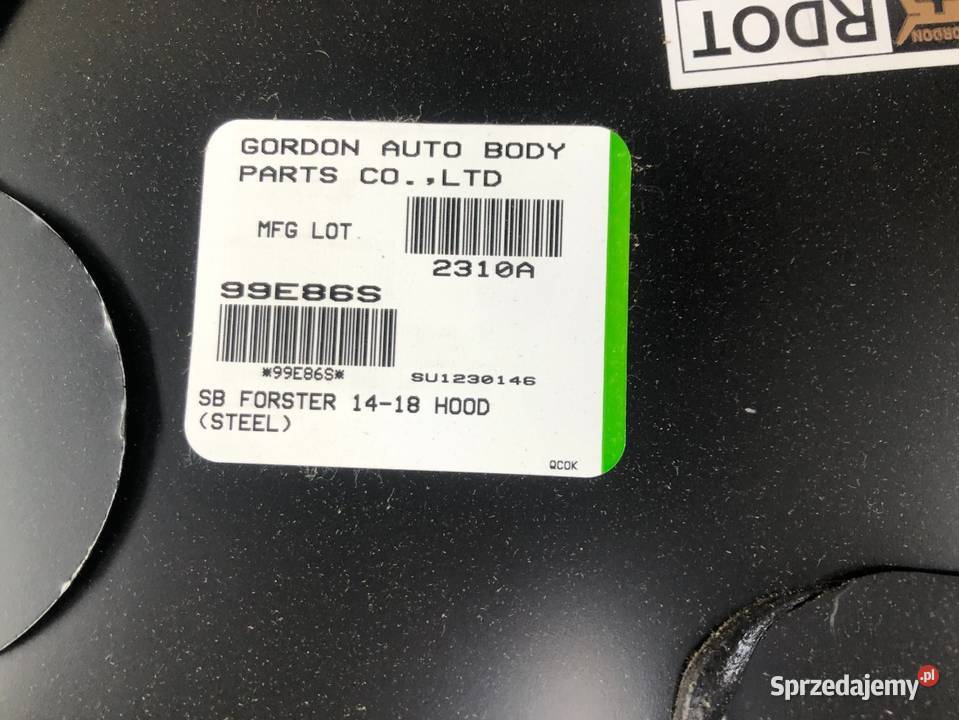 RDOT
GORDON
GORDON AUTO BODY
PARTS CO.,LTD
MFG LOT
2310A
99E86S
*99E86S*
SU1230146
SB FORSTER 14-18 HOOD
(STEEL)
QCOK
Sprzedajemy.pl